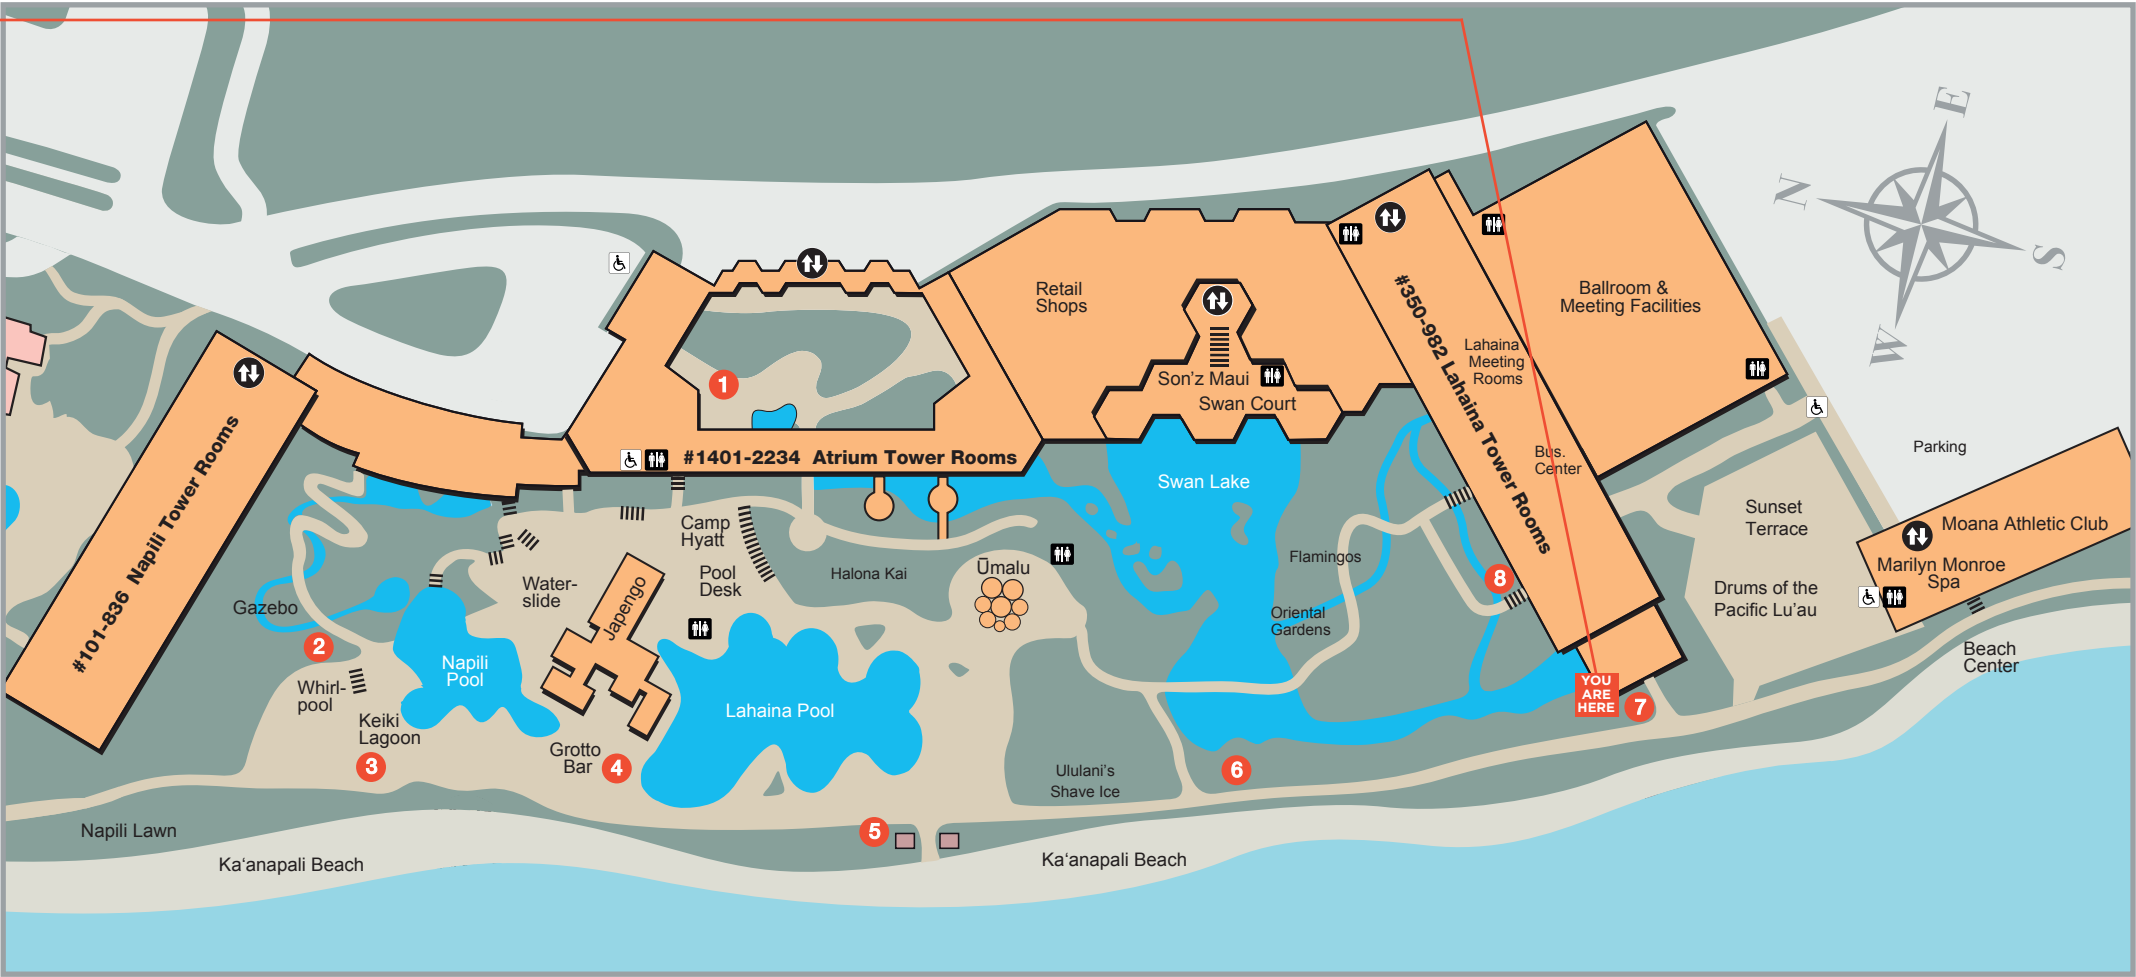 E
N
S
W
Retail
Shops
Ballroom &
Meeting Facilities
#350-982 Lahaina Tower Rooms
Lahaina
Meeting
Rooms
Son’z Maui
Swan Court
1
#101-836 Napili Tower Rooms
#1401-2234 Atrium Tower Rooms
Bus.
Center
Parking
Swan Lake
Sunset
Terrace
Moana Athletic Club
Camp
Hyatt
Flamingos
Marilyn Monroe
Spa
Ūmalu
Halona Kai
Pool
Desk
Water-
slide
Japengo
8
Drums of the
Pacific Lu’au
Gazebo
Oriental
Gardens
2
Beach
Center
Napili
Pool
Whirl-
pool
YOU
ARE
HERE
7
Lahaina Pool
Keiki
Lagoon
3
Grotto
Bar
4
6
Ululani’s
Shave Ice
5
Napili Lawn
Ka‘anapali Beach
Ka‘anapali Beach